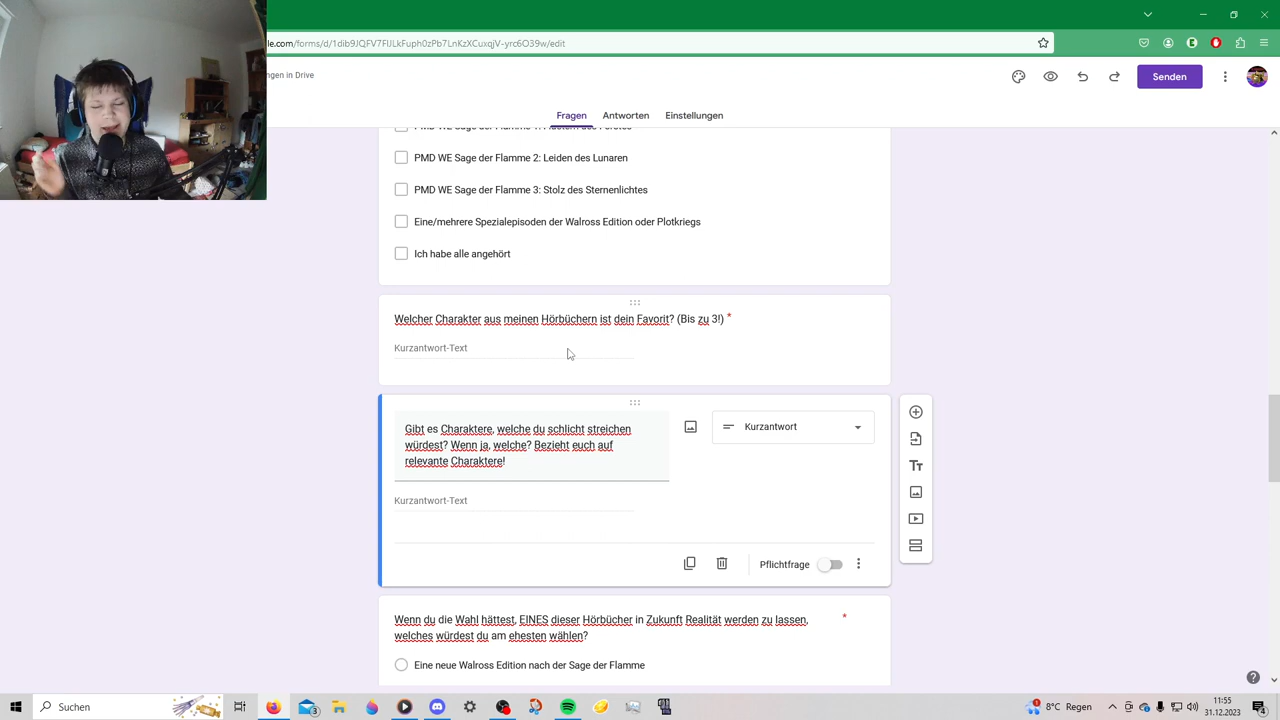 le.com/forms/d/1dib9JQFV7FIJLkFuph0zPb7LnKzXCuxqjV-yrc6O39w/edit
ngen in Drive
Senden
Fragen Antworten Einstellungen
PMD WE Sage der Flamme 2: Leiden des Lunaren
PMD WE Sage der Flamme 3: Stolz des Sternenlichtes
Eine/mehrere Spezialepisoden der Walross Edition oder Plotkriegs
Ich habe alle angehört
Welcher Charakter aus meinen Hörbüchern ist dein Favorit? (Bis zu 3!) *
Kurzantwort-Text
Gibt es Charaktere, welche du schlicht streichen
würdest? Wenn ja, welche? Bezieht euch auf
relevante Charaktere!
Kurzantwort
Kurzantwort-Text
Pflichtfrage
Wenn du die Wahl hättest, EINES dieser Hörbücher in Zukunft Realität werden zu lassen, *
welches würdest du am ehesten wählen?
Eine neue Walross Edition nach der Sage der Flamme
Suchen
3
8°C Regen
11:55
31.12.2023